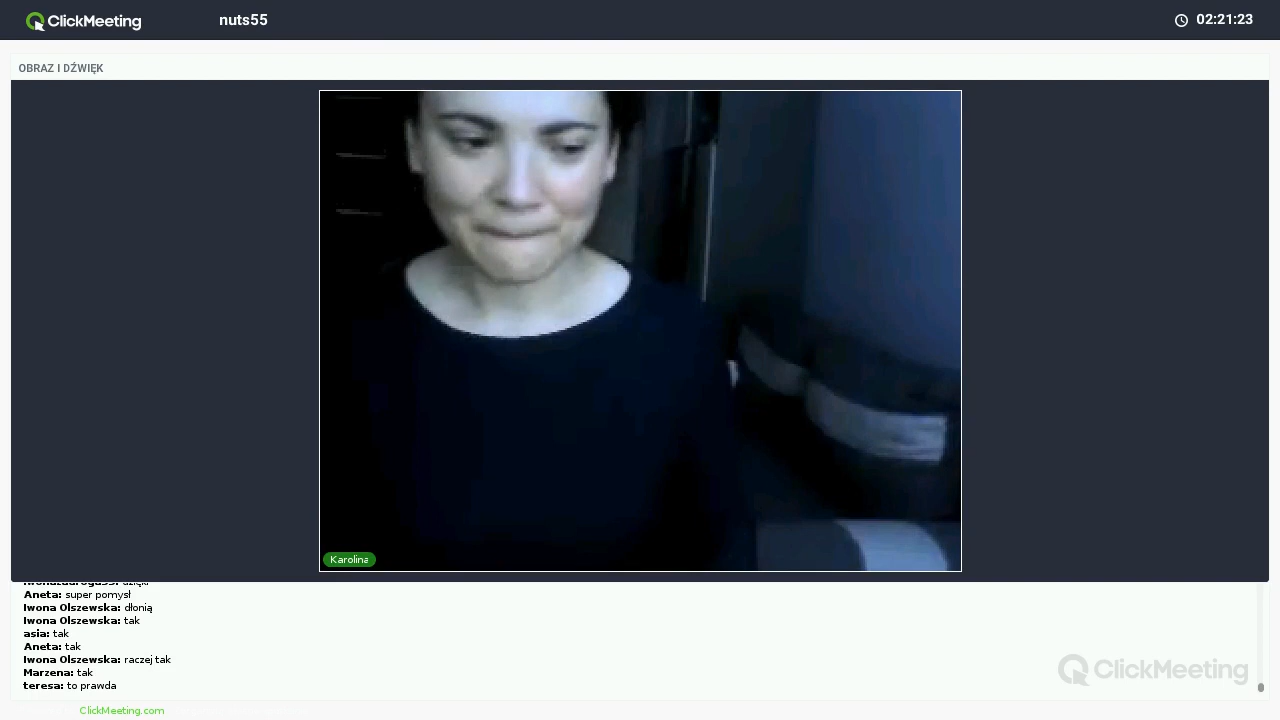 ClickMeeting
nuts55
02:21:23
OBRAZ I DŹWIĘK
Karolina
Aneta: super pomysł
Iwona Olszewska: dłonią
Iwona Olszewska: tak
asia: tak
Aneta: tak
Iwona Olszewska: raczej tak
Marzena: tak
teresa: to prawda
ClickMeeting
ClickMeeting.com